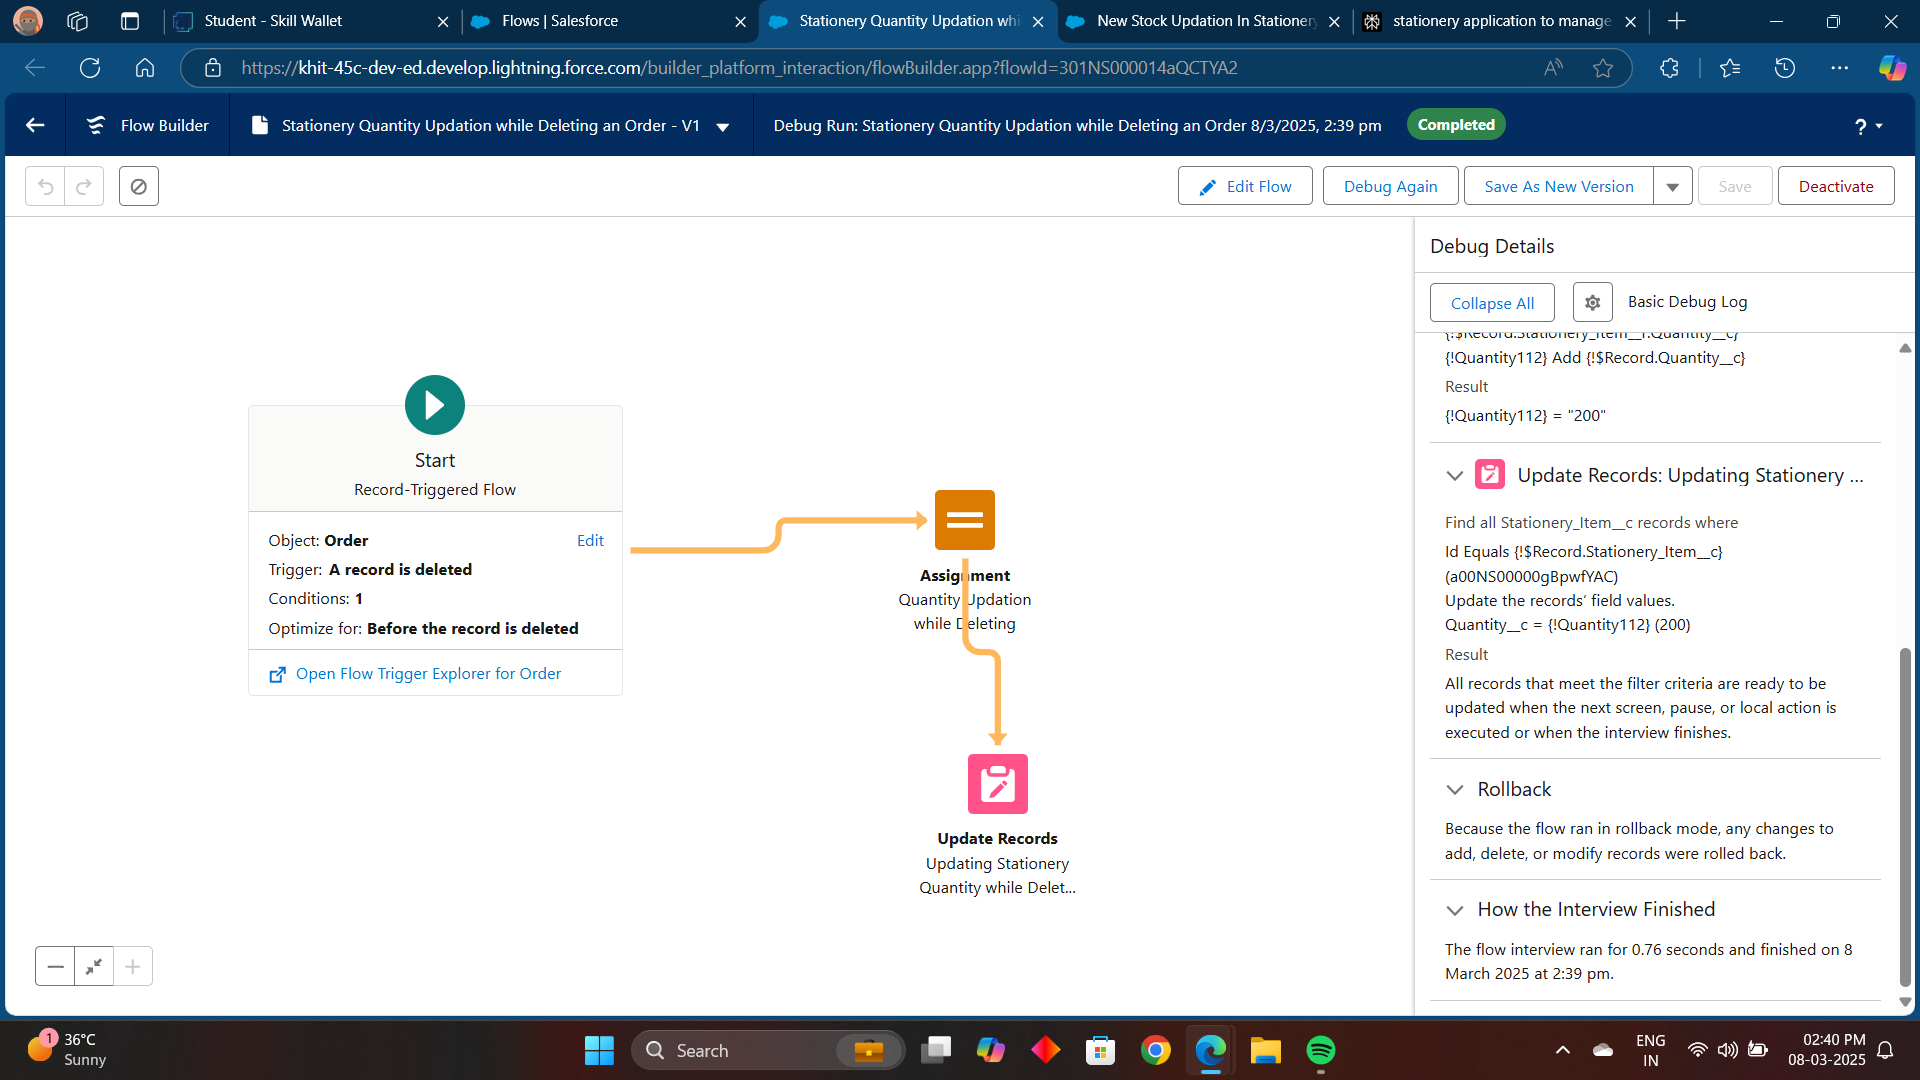 Student - Skill Wallet
Flows | Salesforce
Stationery Quantity Updation whi
New Stock Updation In Stationery
stationery application to manage
https://khit-45c-dev-ed.develop.lightning.force.com/builder_platform_interaction/flowBuilder.app?flowId=301NS000014aQCTYA2
Flow Builder
Stationery Quantity Updation while Deleting an Order - V1
Debug Run: Stationery Quantity Updation while Deleting an Order 8/3/2025, 2:39 pm
Completed
?
Edit Flow
Debug Again
Save As New Version
Save
Deactivate
Start
Record-Triggered Flow
Object: Order
Edit
Trigger: A record is deleted
Conditions: 1
Optimize for: Before the record is deleted
Open Flow Trigger Explorer for Order
Assignment
Quantity Updation
while Deleting
Update Records
Updating Stationery
Quantity while Delet...
Debug Details
Collapse All
Basic Debug Log
{!$Record.Stationery_Item__r.Quantity__c}
{!Quantity112} Add {!$Record.Quantity__c}
Result
{!Quantity112} = "200"
Update Records: Updating Stationery ...
Find all Stationery_Item__c records where
Id Equals {!$Record.Stationery_Item__c}
(a00NS00000gBpwfYAC)
Update the records’ field values.
Quantity__c = {!Quantity112} (200)
Result
All records that meet the filter criteria are ready to be
updated when the next screen, pause, or local action is
executed or when the interview finishes.
Rollback
Because the flow ran in rollback mode, any changes to
add, delete, or modify records were rolled back.
How the Interview Finished
The flow interview ran for 0.76 seconds and finished on 8
March 2025 at 2:39 pm.
1
36°C
Sunny
Search
ENG
IN
02:40 PM
08-03-2025